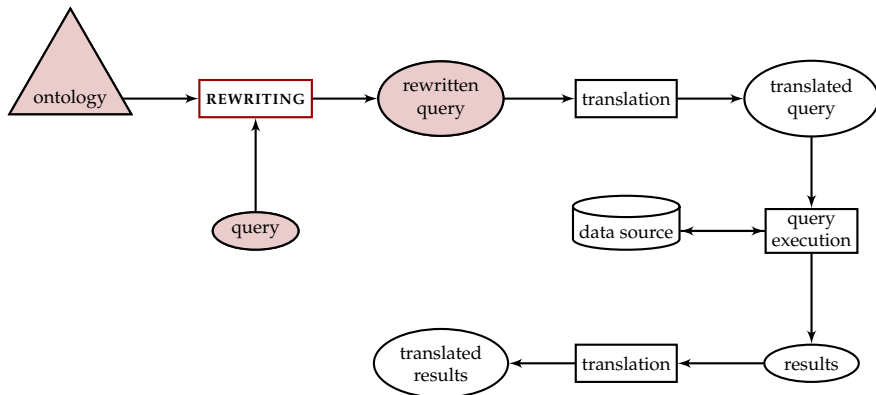 ontology
REWRITING
rewritten
query
translation
translated
query
query
data source
query
execution
translated
results
translation
results